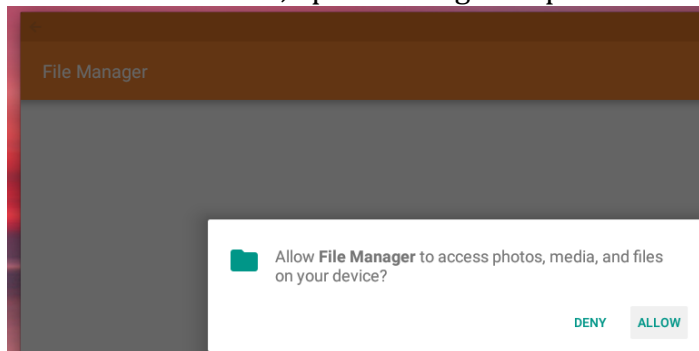 File Manager
Allow File Manager to access photos, media, and files
on your device?
DENY ALLOW